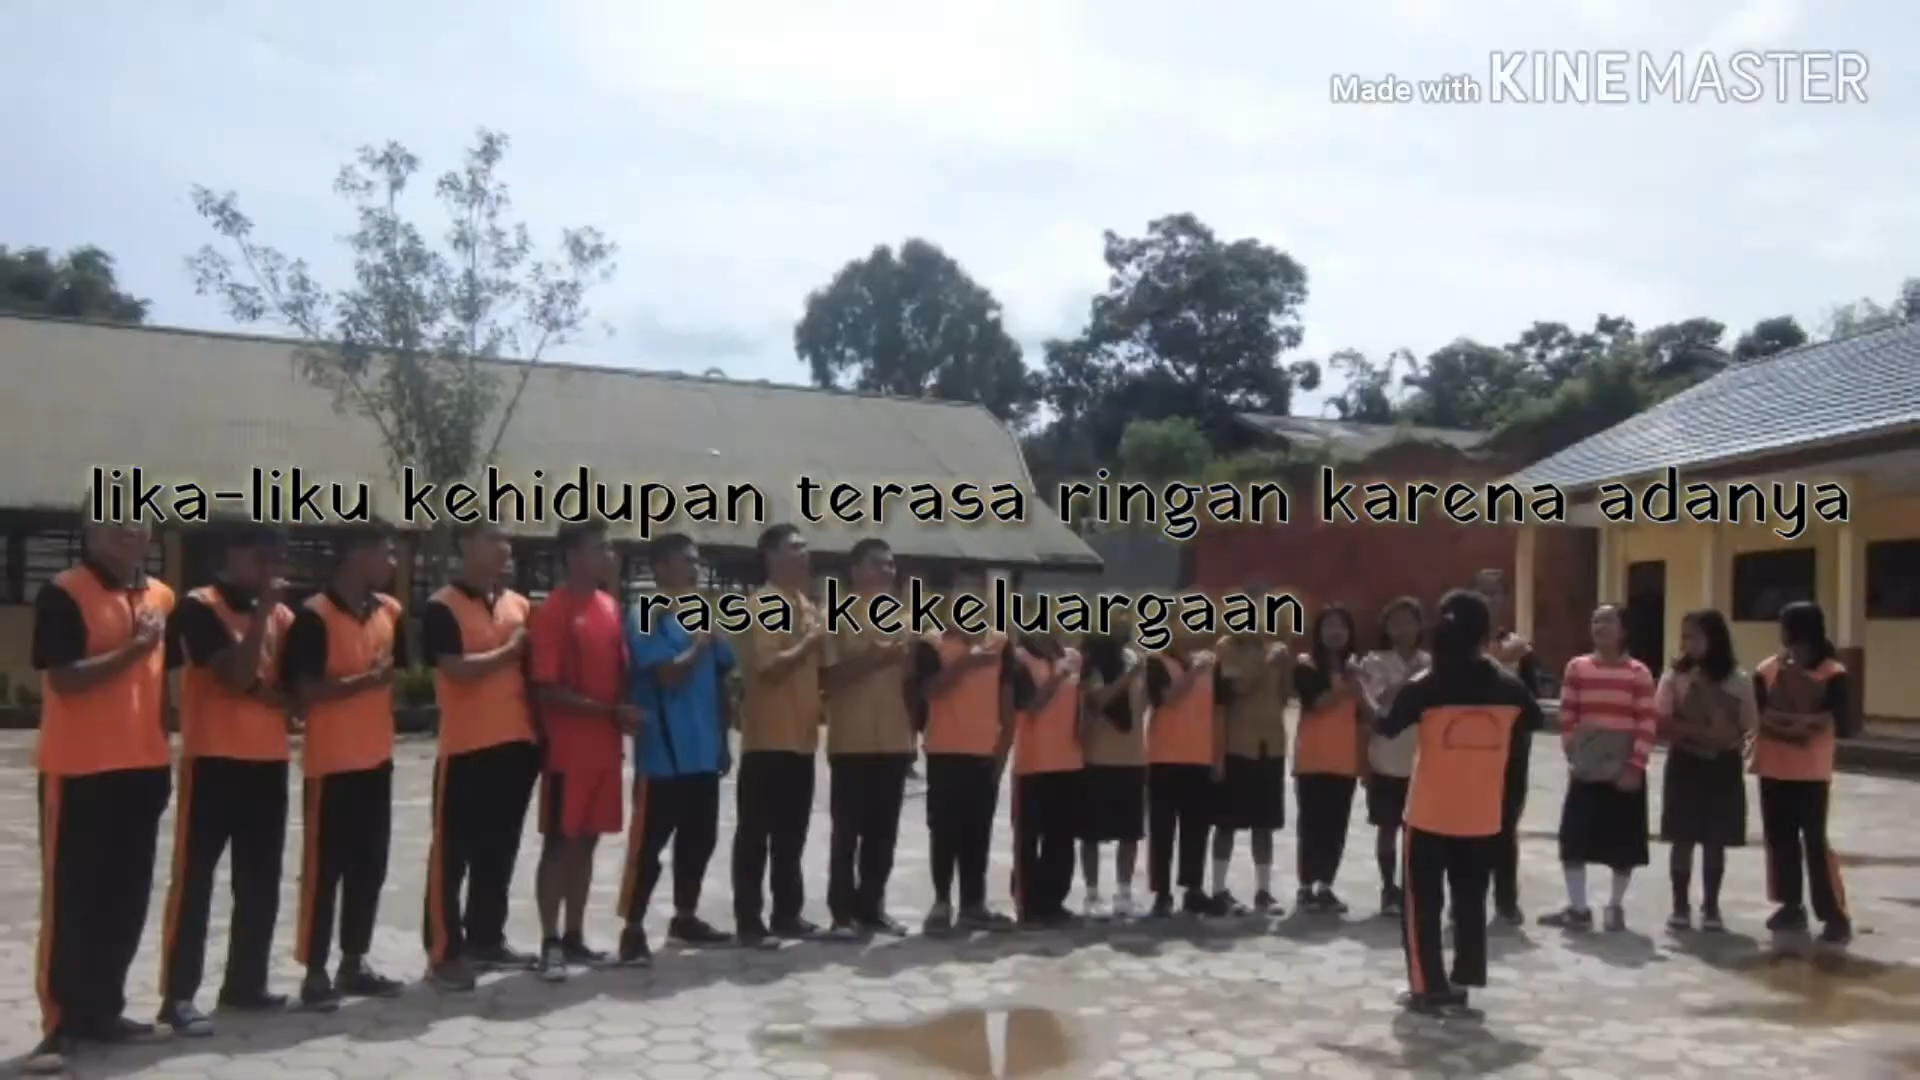 Made with KINEMASTER
lika-liku kehidupan terasa ringan karena adanya
rasa kekeluargaan